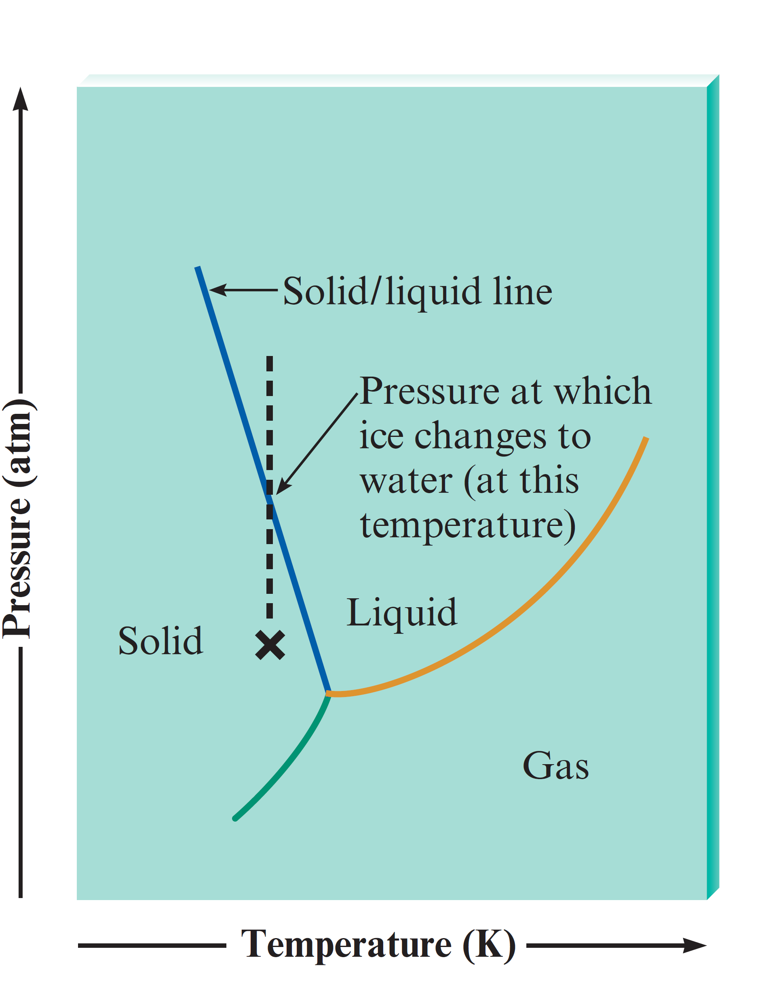 Pressure (atm)
Solid/liquid line
Pressure at which
ice changes to
water (at this
temperature)
Liquid
Solid
Gas
Temperature (K)